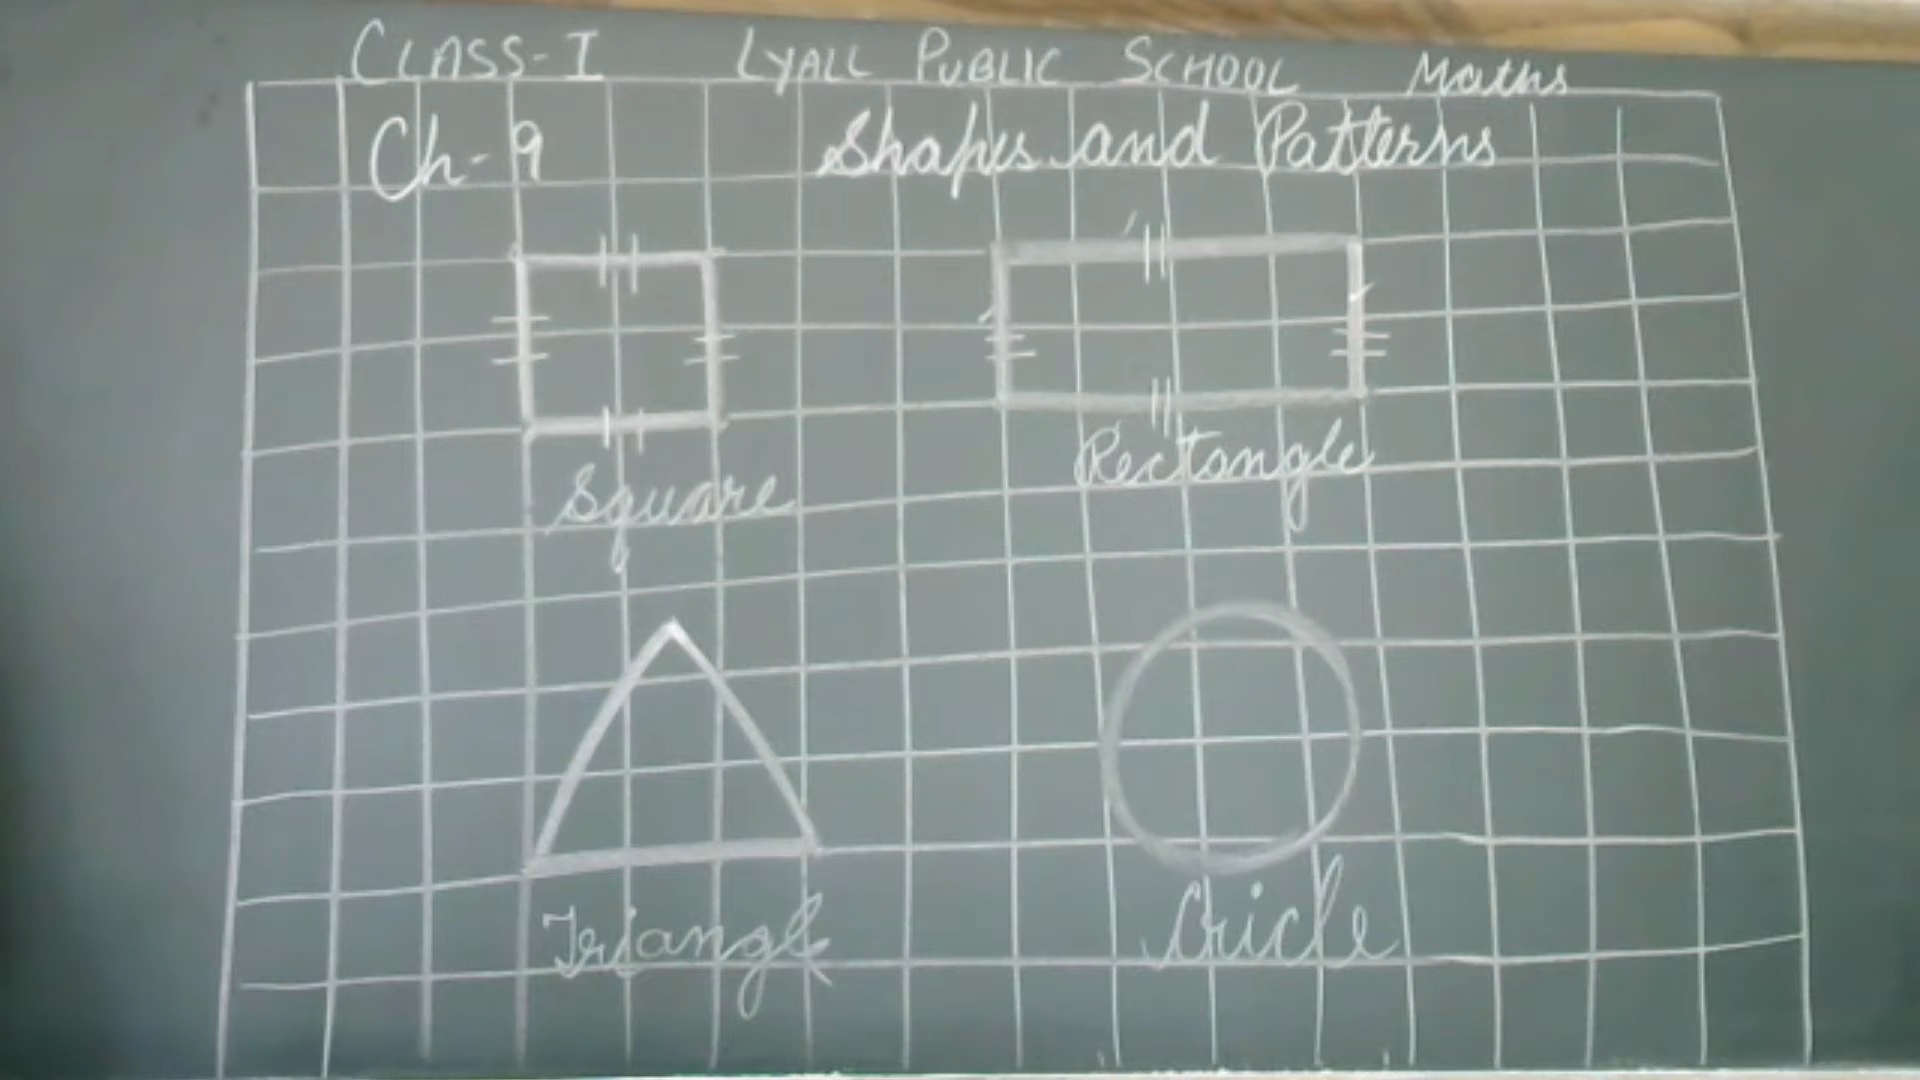 CLASS-I LYALL PUBLIC SCHOOL Maths
Ch-9 Shapes and Patterns
Square Rectangle
Triangle Cricle